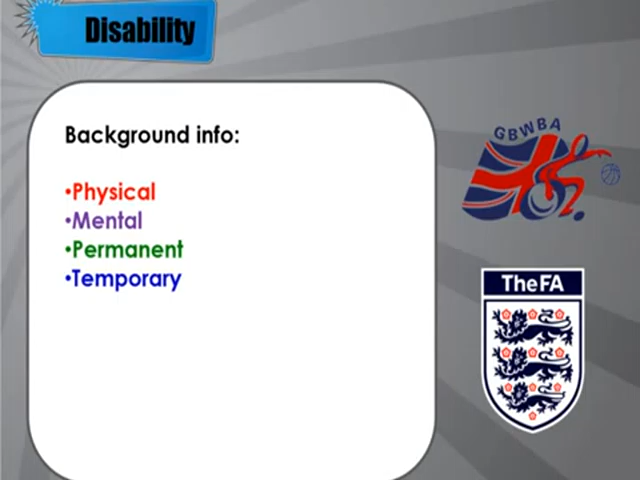 Disability
Background info:
•Physical
•Mental
•Permanent
•Temporary
GBWBA
The FA